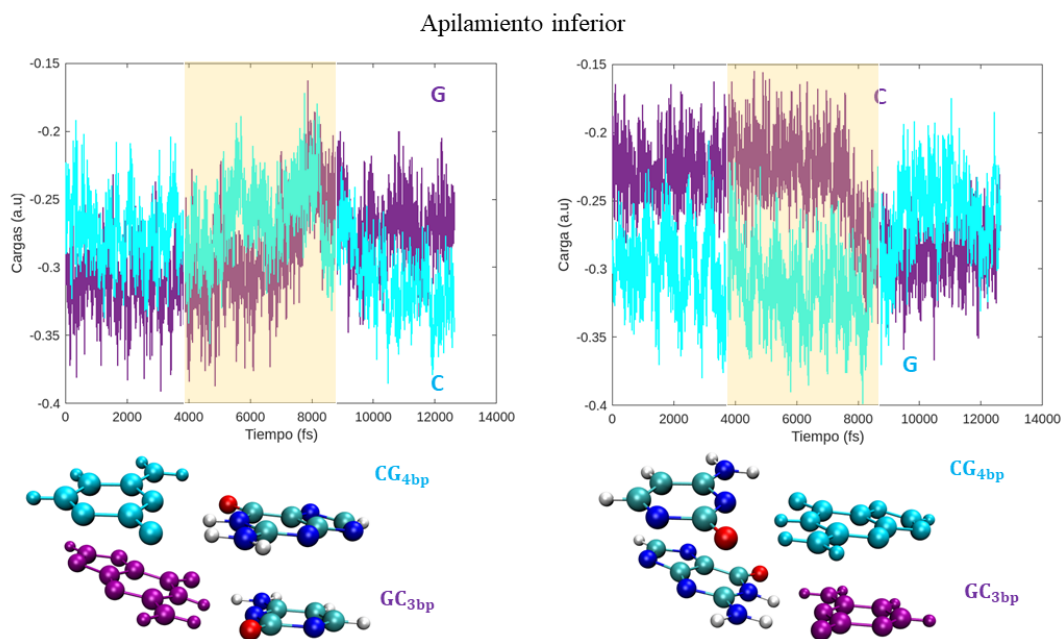 Apilamiento inferior
-0.15
-0.2
-0.25
-0.3
-0.35
-0.4
Cargas (a.u)
0 2000 4000 6000 8000 10000 12000 14000
Tiempo (fs)
G
C
-0.15
-0.2
-0.25
-0.3
-0.35
-0.4
Carga (a.u)
0 2000 4000 6000 8000 10000 12000 14000
Tiempo (fs)
C
G
CG4bp
GC3bp
CG4bp
GC3bp